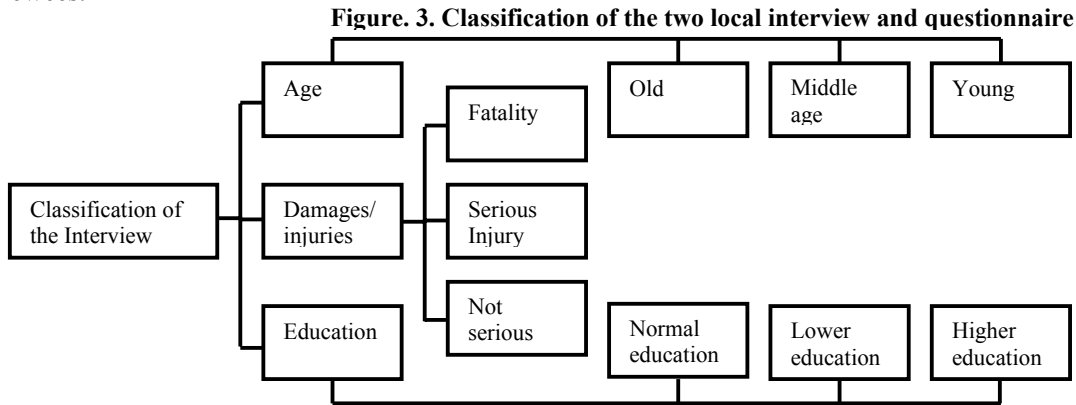 Figure. 3. Classification of the two local interview and questionnaire
Age
Old
Middle
age
Young
Fatality
Classification of
the Interview
Damages/
injuries
Serious
Injury
Education
Not
serious
Normal
education
Lower
education
Higher
education